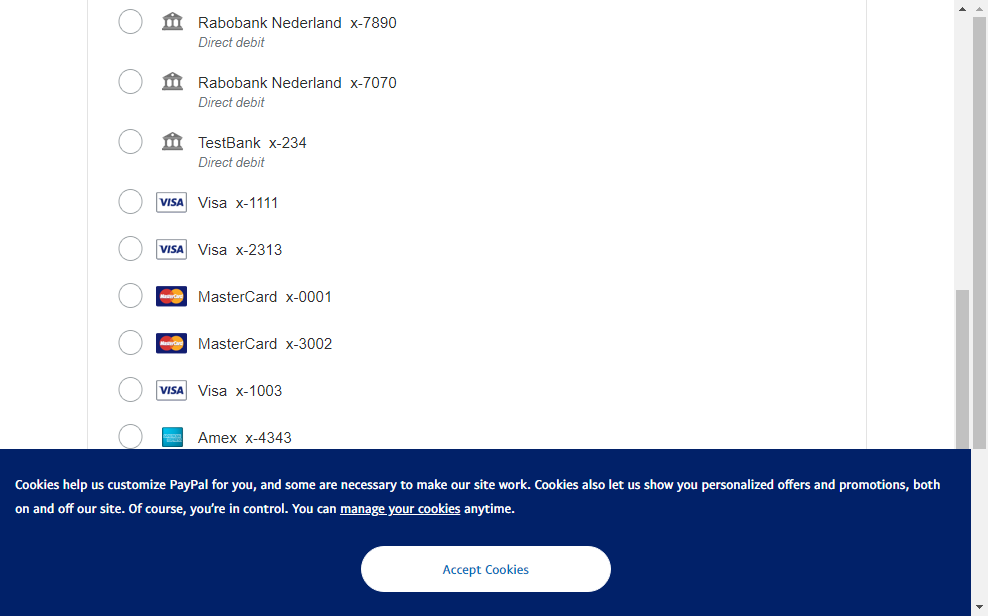 Rabobank Nederland x-7890
Direct debit
Rabobank Nederland x-7070
Direct debit
TestBank x-234
Direct debit
VISA Visa x-1111
VISA Visa x-2313
MasterCard MasterCard x-0001
MasterCard MasterCard x-3002
VISA Visa x-1003
Amex x-4343
Cookies help us customize PayPal for you, and some are necessary to make our site work. Cookies also let us show you personalized offers and promotions, both
on and off our site. Of course, you’re in control. You can manage your cookies anytime.
Accept Cookies